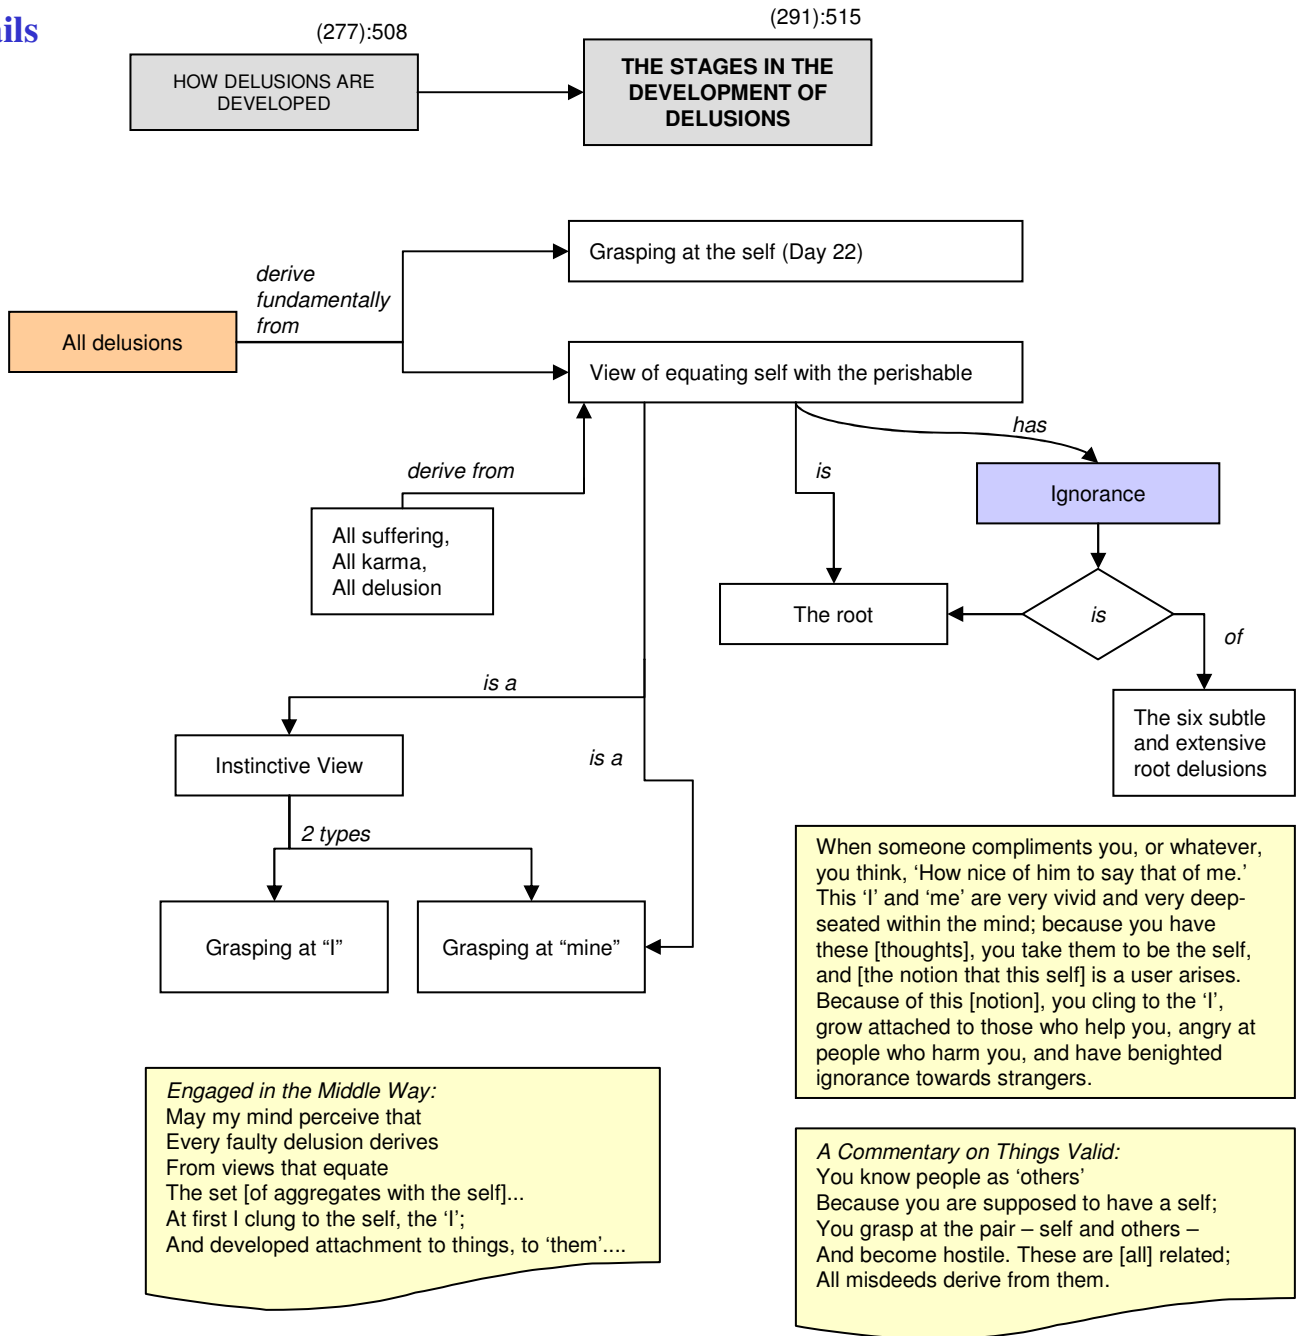 ails
(277):508
(291):515
HOW DELUSIONS ARE
DEVELOPED
THE STAGES IN THE
DEVELOPMENT OF
DELUSIONS
Grasping at the self (Day 22)
derive
fundamentally
from
All delusions
View of equating self with the perishable
has
derive from
is
Ignorance
All suffering,
All karma,
All delusion
The root
is
of
is a
The six subtle
and extensive
root delusions
Instinctive View
is a
2 types
Grasping at “I”
Grasping at “mine”
When someone compliments you, or whatever,
you think, ‘How nice of him to say that of me.’
This ‘I’ and ‘me’ are very vivid and very deep-
seated within the mind; because you have
these [thoughts], you take them to be the self,
and [the notion that this self] is a user arises.
Because of this [notion], you cling to the ‘I’,
grow attached to those who help you, angry at
people who harm you, and have benighted
ignorance towards strangers.
Engaged in the Middle Way:
May my mind perceive that
Every faulty delusion derives
From views that equate
The set [of aggregates with the self]...
At first I clung to the self, the ‘I’;
And developed attachment to things, to ‘them’....
A Commentary on Things Valid:
You know people as ‘others’
Because you are supposed to have a self;
You grasp at the pair – self and others –
And become hostile. These are [all] related;
All misdeeds derive from them.